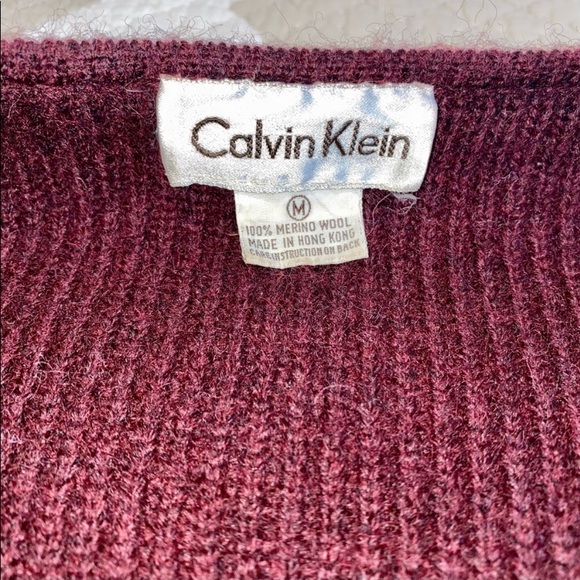 Calvin Klein
M
100% MERINO WOOL
MADE IN HONG KONG
CARE INSTRUCTION ON BACK